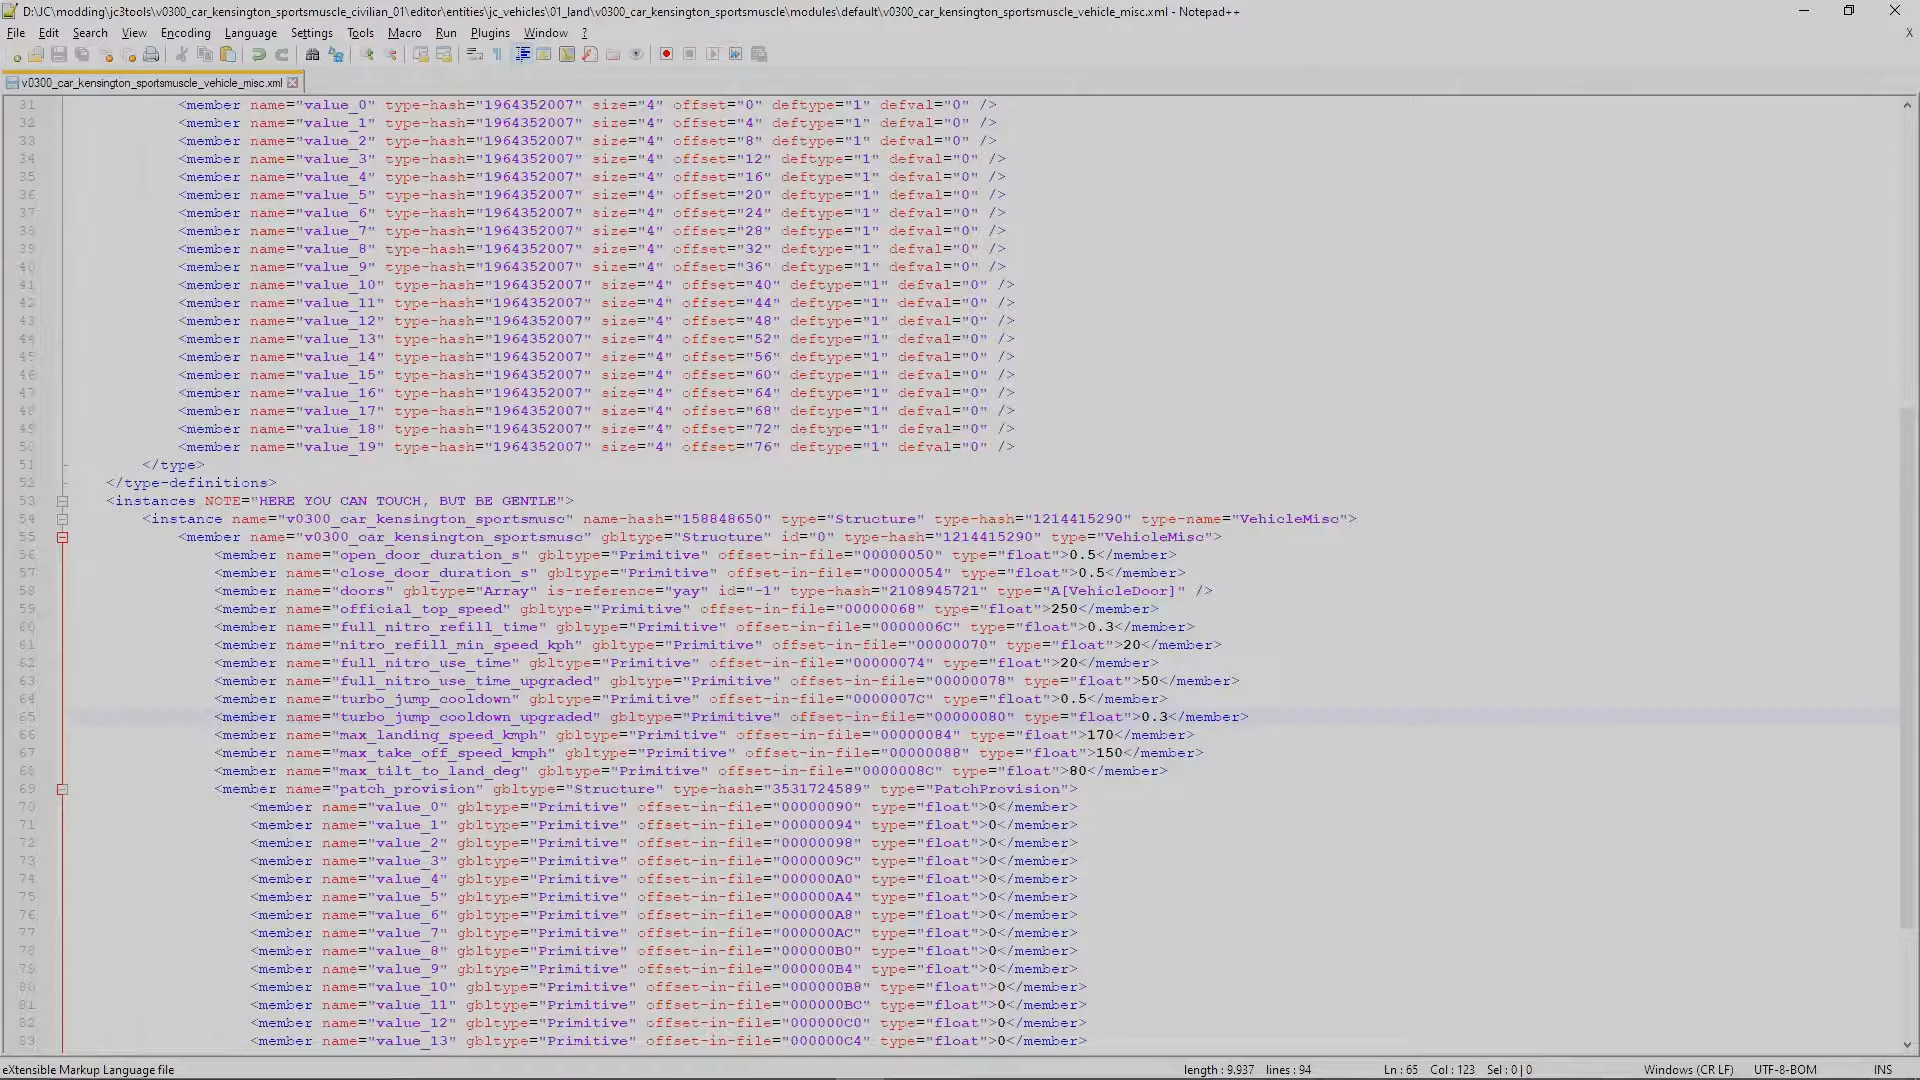 D:\JC\modding\jc3tools\v0300_car_kensington_sportsmuscle_civilian_01\editor\entities\jc_vehicles\01_land\v0300_car_kensington_sportsmuscle\modules\default\v0300_car_kensington_sportsmuscle_vehicle_misc.xml - Notepad++
File Edit Search View Encoding Language Settings Tools Macro Run Plugins Window ? X
v0300_car_kensington_sportsmuscle_vehicle_misc.xml
31 <member name="value_0" type-hash="1964352007" size="4" offset="0" deftype="1" defval="0" />
32 <member name="value_1" type-hash="1964352007" size="4" offset="4" deftype="1" defval="0" />
33 <member name="value_2" type-hash="1964352007" size="4" offset="8" deftype="1" defval="0" />
34 <member name="value_3" type-hash="1964352007" size="4" offset="12" deftype="1" defval="0" />
35 <member name="value_4" type-hash="1964352007" size="4" offset="16" deftype="1" defval="0" />
36 <member name="value_5" type-hash="1964352007" size="4" offset="20" deftype="1" defval="0" />
37 <member name="value_6" type-hash="1964352007" size="4" offset="24" deftype="1" defval="0" />
38 <member name="value_7" type-hash="1964352007" size="4" offset="28" deftype="1" defval="0" />
39 <member name="value_8" type-hash="1964352007" size="4" offset="32" deftype="1" defval="0" />
40 <member name="value_9" type-hash="1964352007" size="4" offset="36" deftype="1" defval="0" />
41 <member name="value_10" type-hash="1964352007" size="4" offset="40" deftype="1" defval="0" />
42 <member name="value_11" type-hash="1964352007" size="4" offset="44" deftype="1" defval="0" />
43 <member name="value_12" type-hash="1964352007" size="4" offset="48" deftype="1" defval="0" />
44 <member name="value_13" type-hash="1964352007" size="4" offset="52" deftype="1" defval="0" />
45 <member name="value_14" type-hash="1964352007" size="4" offset="56" deftype="1" defval="0" />
46 <member name="value_15" type-hash="1964352007" size="4" offset="60" deftype="1" defval="0" />
47 <member name="value_16" type-hash="1964352007" size="4" offset="64" deftype="1" defval="0" />
48 <member name="value_17" type-hash="1964352007" size="4" offset="68" deftype="1" defval="0" />
49 <member name="value_18" type-hash="1964352007" size="4" offset="72" deftype="1" defval="0" />
50 <member name="value_19" type-hash="1964352007" size="4" offset="76" deftype="1" defval="0" />
51 </type>
52 </type-definitions>
53 <instances NOTE="HERE YOU CAN TOUCH, BUT BE GENTLE">
54 <instance name="v0300_car_kensington_sportsmusc" name-hash="158848650" type="Structure" type-hash="1214415290" type-name="VehicleMisc">
55 <member name="v0300_car_kensington_sportsmusc" gbltype="Structure" id="0" type-hash="1214415290" type="VehicleMisc">
56 <member name="open_door_duration_s" gbltype="Primitive" offset-in-file="00000050" type="float">0.5</member>
57 <member name="close_door_duration_s" gbltype="Primitive" offset-in-file="00000054" type="float">0.5</member>
58 <member name="doors" gbltype="Array" is-reference="yay" id="-1" type-hash="2108945721" type="A[VehicleDoor]" />
59 <member name="official_top_speed" gbltype="Primitive" offset-in-file="00000068" type="float">250</member>
60 <member name="full_nitro_refill_time" gbltype="Primitive" offset-in-file="0000006C" type="float">0.3</member>
61 <member name="nitro_refill_min_speed_kph" gbltype="Primitive" offset-in-file="00000070" type="float">20</member>
62 <member name="full_nitro_use_time" gbltype="Primitive" offset-in-file="00000074" type="float">20</member>
63 <member name="full_nitro_use_time_upgraded" gbltype="Primitive" offset-in-file="00000078" type="float">50</member>
64 <member name="turbo_jump_cooldown" gbltype="Primitive" offset-in-file="0000007C" type="float">0.5</member>
65 <member name="turbo_jump_cooldown_upgraded" gbltype="Primitive" offset-in-file="00000080" type="float">0.3</member>
66 <member name="max_landing_speed_kmph" gbltype="Primitive" offset-in-file="00000084" type="float">170</member>
67 <member name="max_take_off_speed_kmph" gbltype="Primitive" offset-in-file="00000088" type="float">150</member>
68 <member name="max_tilt_to_land_deg" gbltype="Primitive" offset-in-file="0000008C" type="float">80</member>
69 <member name="patch_provision" gbltype="Structure" type-hash="3531724589" type="PatchProvision">
70 <member name="value_0" gbltype="Primitive" offset-in-file="00000090" type="float">0</member>
71 <member name="value_1" gbltype="Primitive" offset-in-file="00000094" type="float">0</member>
72 <member name="value_2" gbltype="Primitive" offset-in-file="00000098" type="float">0</member>
73 <member name="value_3" gbltype="Primitive" offset-in-file="0000009C" type="float">0</member>
74 <member name="value_4" gbltype="Primitive" offset-in-file="000000A0" type="float">0</member>
75 <member name="value_5" gbltype="Primitive" offset-in-file="000000A4" type="float">0</member>
76 <member name="value_6" gbltype="Primitive" offset-in-file="000000A8" type="float">0</member>
77 <member name="value_7" gbltype="Primitive" offset-in-file="000000AC" type="float">0</member>
78 <member name="value_8" gbltype="Primitive" offset-in-file="000000B0" type="float">0</member>
79 <member name="value_9" gbltype="Primitive" offset-in-file="000000B4" type="float">0</member>
80 <member name="value_10" gbltype="Primitive" offset-in-file="000000B8" type="float">0</member>
81 <member name="value_11" gbltype="Primitive" offset-in-file="000000BC" type="float">0</member>
82 <member name="value_12" gbltype="Primitive" offset-in-file="000000C0" type="float">0</member>
83 <member name="value_13" gbltype="Primitive" offset-in-file="000000C4" type="float">0</member>
eXtensible Markup Language file length : 9.937 lines : 94 Ln : 65 Col : 123 Sel : 0 | 0 Windows (CR LF) UTF-8-BOM INS